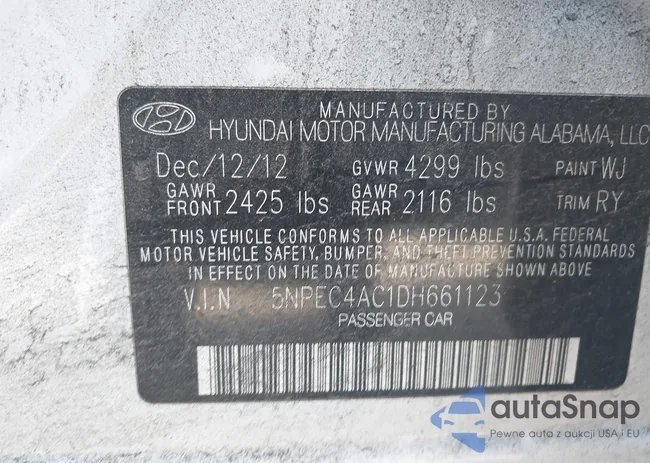 MANUFACTURED BY
HYUNDAI MOTOR MANUFACTURING ALABAMA, LLC
Dec/12/12 GVWR 4299 lbs PAINT WJ
GAWR FRONT 2425 lbs GAWR REAR 2116 lbs TRIM RY
THIS VEHICLE CONFORMS TO ALL APPLICABLE U.S.A. FEDERAL
MOTOR VEHICLE SAFETY, BUMPER, AND THEFT PREVENTION STANDARDS
IN EFFECT ON THE DATE OF MANUFACTURE SHOWN ABOVE
V.I.N 5NPEC4AC1DH661123
PASSENGER CAR
autaSnap
Pewne auta z aukcji USA i EU